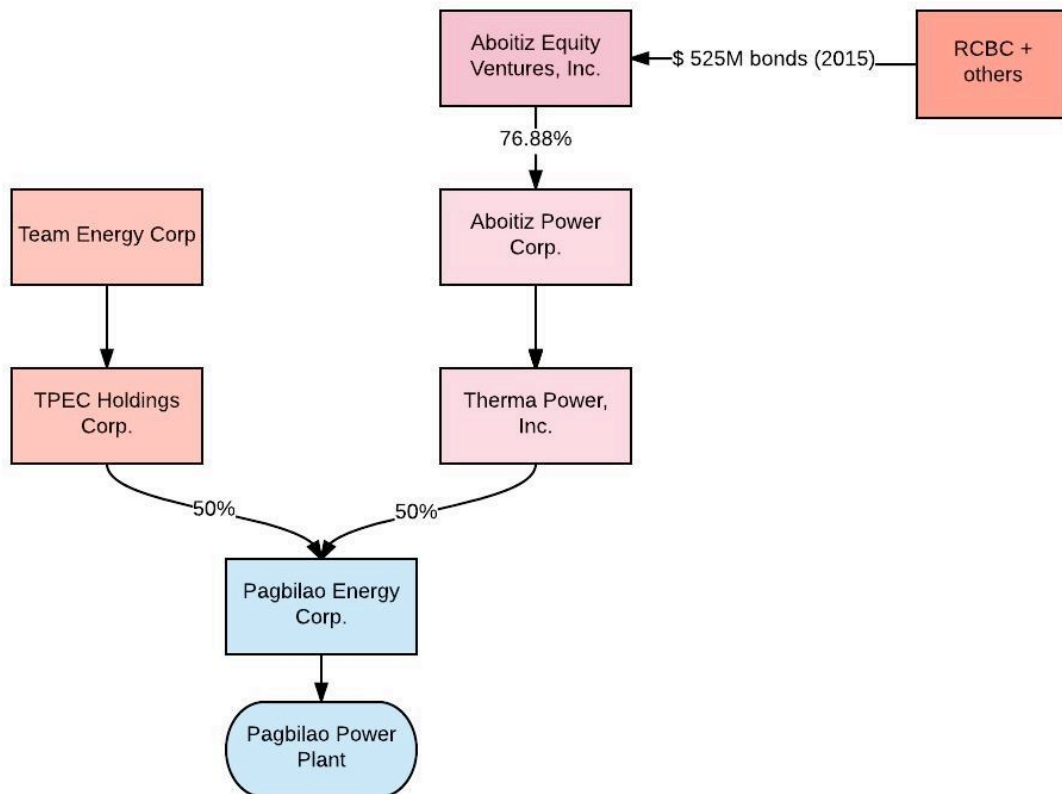 Aboitiz Equity
Ventures, Inc.
$ 525M bonds (2015)
RCBC +
others
76.88%
Team Energy Corp
Aboitiz Power
Corp.
TPEC Holdings
Corp.
Therma Power,
Inc.
50%
50%
Pagbilao Energy
Corp.
Pagbilao Power
Plant